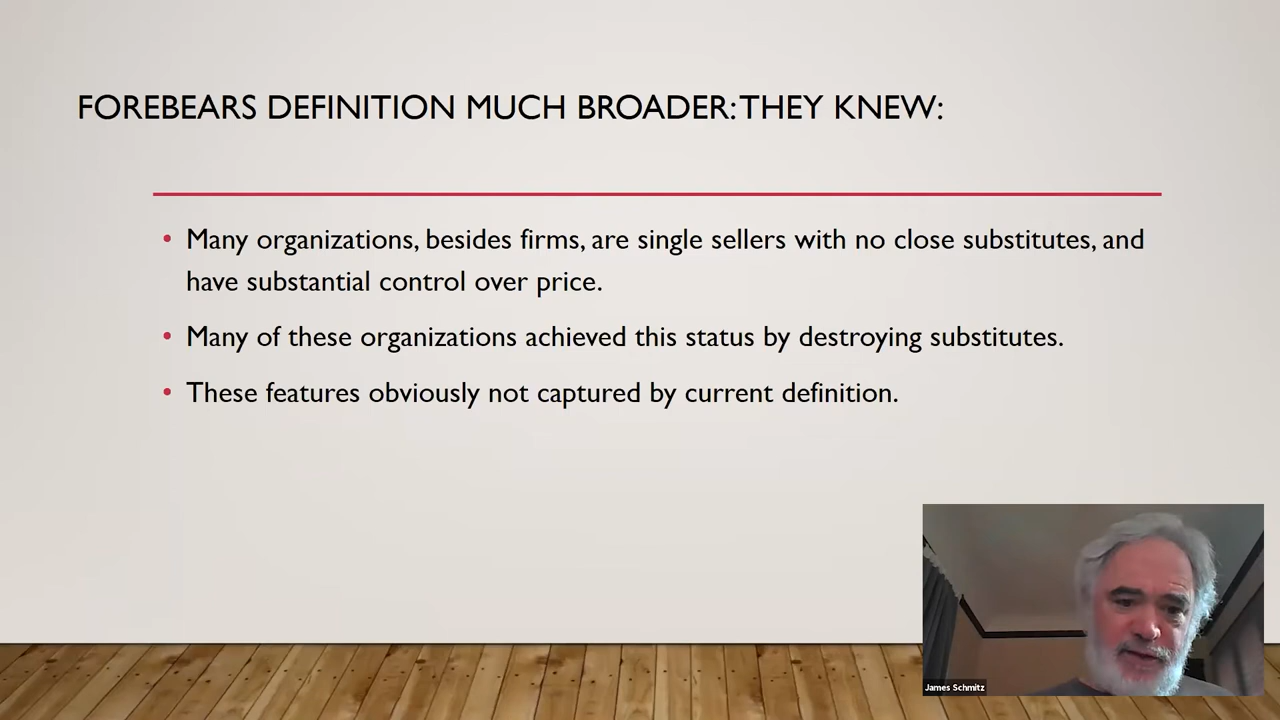 FOREBEARS DEFINITION MUCH BROADER: THEY KNEW:
• Many organizations, besides firms, are single sellers with no close substitutes, and
have substantial control over price.
• Many of these organizations achieved this status by destroying substitutes.
• These features obviously not captured by current definition.
James Schmitz